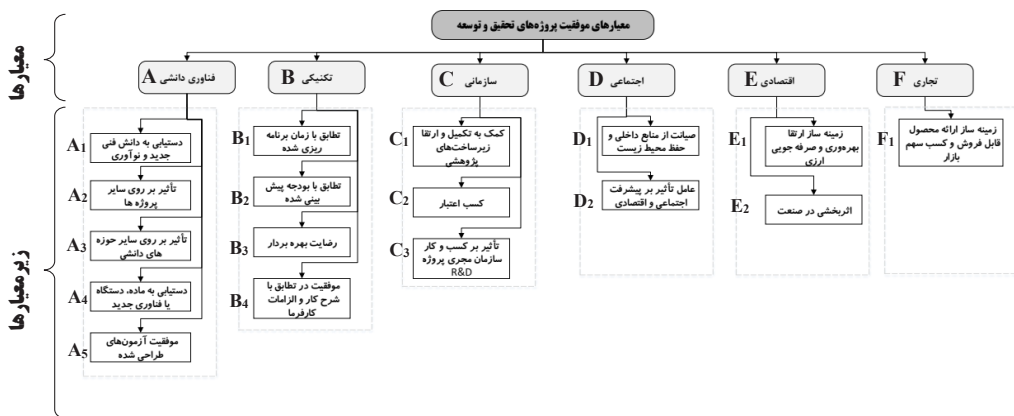 معیارهای موفقیت پروژه‌های تحقیق و توسعه
معیارها
A فناوری دانشی
B تکنیکی
C سازمانی
D اجتماعی
E اقتصادی
F تجاری
زیرمعیارها
A1
دستیابی به دانش فنی
جدید و نوآوری
A2
تأثیر بر روی سایر
پروژه ها
A3
تأثیر بر روی سایر حوزه
های دانشی
A4
دستیابی به ماده، دستگاه
یا فناوری جدید
A5
موفقیت آزمون‌های
طراحی شده
B1
تطابق با زمان برنامه
ریزی شده
B2
تطابق با بودجه پیش
بینی شده
B3
رضایت بهره بردار
B4
موفقیت در تطابق با
شرح کار و الزامات
کارفرما
C1
کمک به تکمیل و ارتقا
زیرساخت‌های
پژوهشی
C2
کسب اعتبار
C3
تأثیر بر کسب و کار
سازمان مجری پروژه
R&D
D1
صیانت از منابع داخلی و
حفظ محیط زیست
D2
عامل تأثیر بر پیشرفت
اجتماعی و اقتصادی
E1
زمینه ساز ارتقا
بهره‌وری و صرفه جویی
ارزی
E2
اثربخشی در صنعت
F1
زمینه ساز ارائه محصول
قابل فروش و کسب سهم
بازار